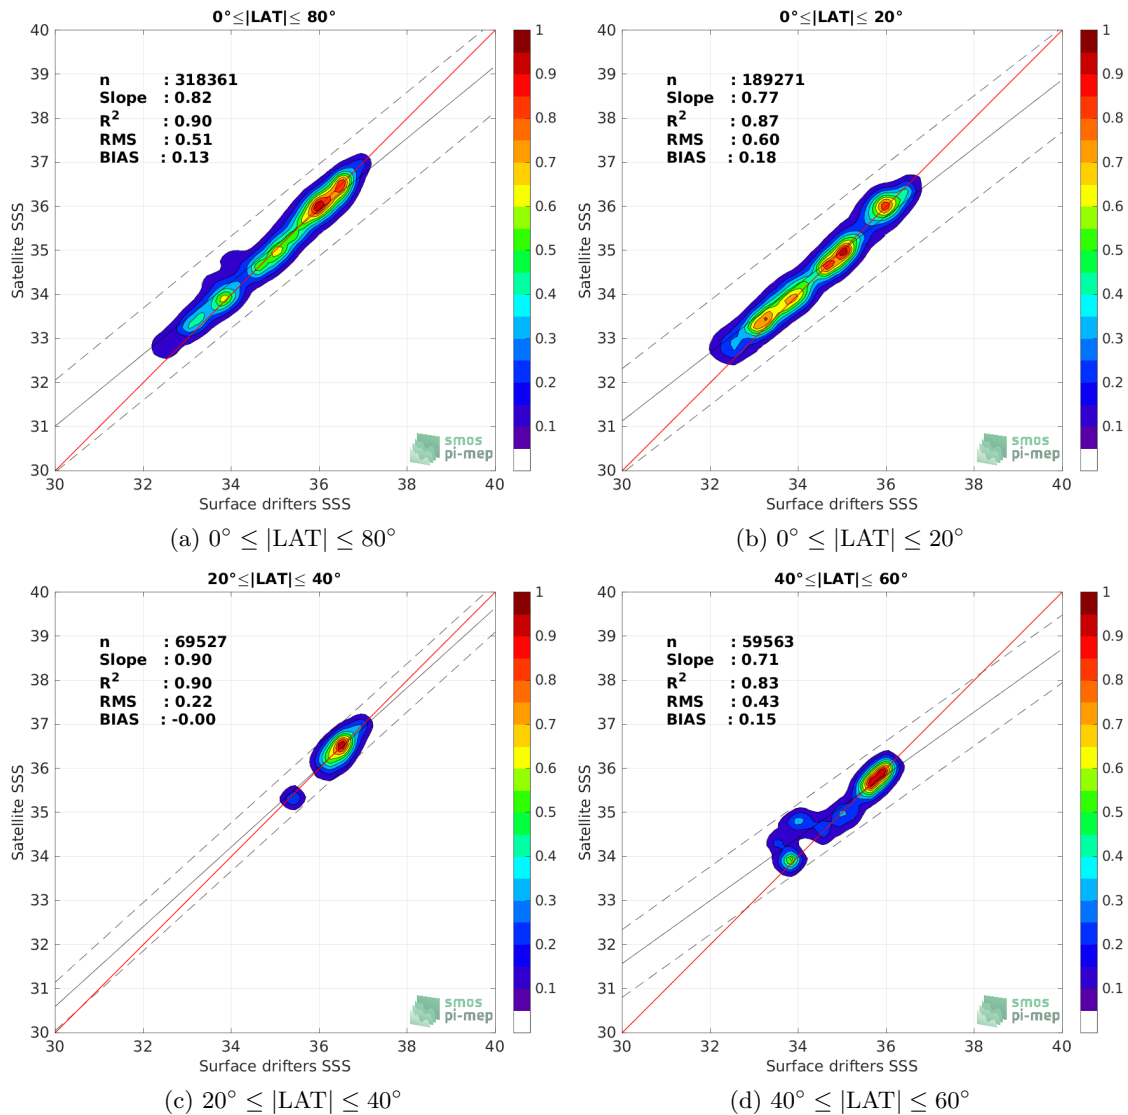 0°≤|LAT|≤ 80°
40
39
38
37
36
35
34
33
32
31
30
30
32
34
36
38
40
Satellite SSS
Surface drifters SSS
n : 318361
Slope : 0.82
R² : 0.90
RMS : 0.51
BIAS : 0.13
smos
pi-mep
1
0.9
0.8
0.7
0.6
0.5
0.4
0.3
0.2
0.1
(a) 0° ≤ |LAT| ≤ 80°
0°≤|LAT|≤ 20°
40
39
38
37
36
35
34
33
32
31
30
30
32
34
36
38
40
Satellite SSS
Surface drifters SSS
n : 189271
Slope : 0.77
R² : 0.87
RMS : 0.60
BIAS : 0.18
smos
pi-mep
1
0.9
0.8
0.7
0.6
0.5
0.4
0.3
0.2
0.1
(b) 0° ≤ |LAT| ≤ 20°
20°≤|LAT|≤ 40°
40
39
38
37
36
35
34
33
32
31
30
30
32
34
36
38
40
Satellite SSS
Surface drifters SSS
n : 69527
Slope : 0.90
R² : 0.90
RMS : 0.22
BIAS : -0.00
smos
pi-mep
1
0.9
0.8
0.7
0.6
0.5
0.4
0.3
0.2
0.1
(c) 20° ≤ |LAT| ≤ 40°
40°≤|LAT|≤ 60°
40
39
38
37
36
35
34
33
32
31
30
30
32
34
36
38
40
Satellite SSS
Surface drifters SSS
n : 59563
Slope : 0.71
R² : 0.83
RMS : 0.43
BIAS : 0.15
smos
pi-mep
1
0.9
0.8
0.7
0.6
0.5
0.4
0.3
0.2
0.1
(d) 40° ≤ |LAT| ≤ 60°